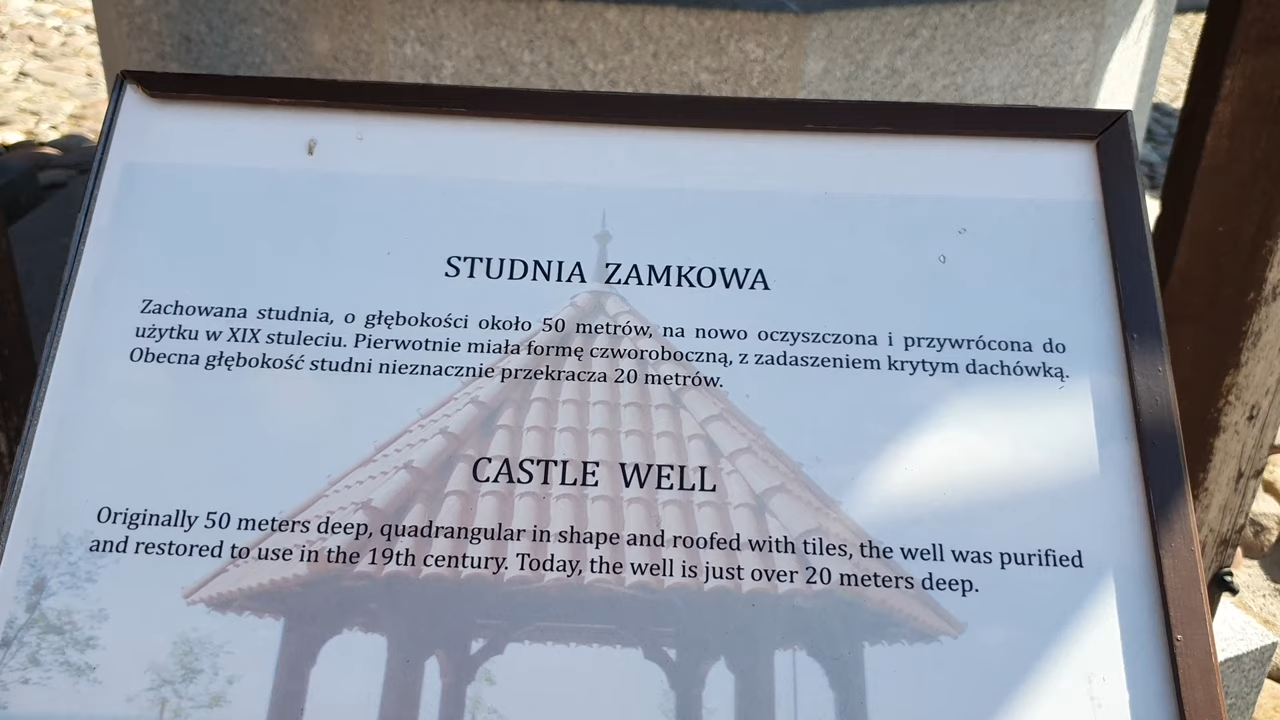 STUDNIA ZAMKOWA
Zachowana studnia, o głębokości około 50 metrów, na nowo oczyszczona i przywrócona do
użytku w XIX stuleciu. Pierwotnie miała formę czworoboczną, z zadaszeniem krytym dachówką.
Obecna głębokość studni nieznacznie przekracza 20 metrów.
CASTLE WELL
Originally 50 meters deep, quadrangular in shape and roofed with tiles, the well was purified
and restored to use in the 19th century. Today, the well is just over 20 meters deep.